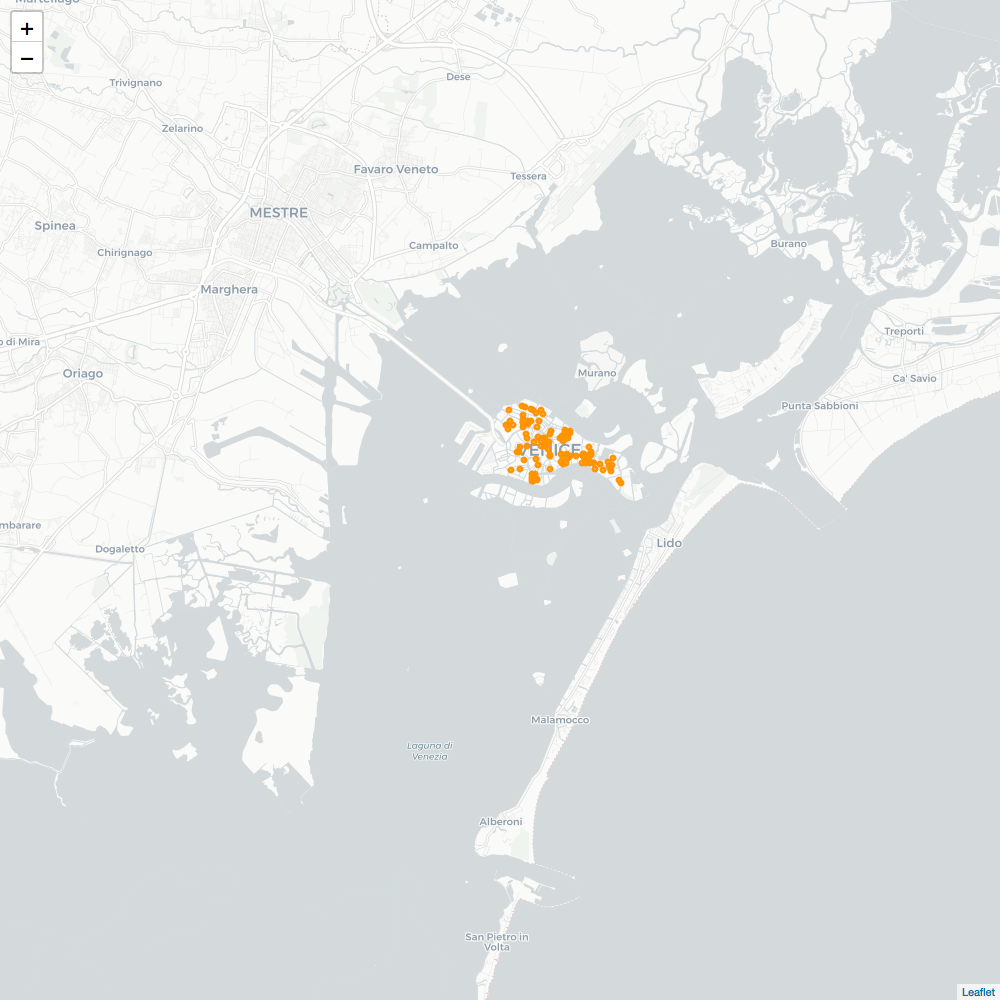 Martellago
+
−
Dese
Trivignano
Zelarino
Favaro Veneto
Tessera
MESTRE
Spinea
Campalto
Burano
Chirignago
Marghera
Treporti
o di Mira
Oriago
Murano
Ca' Savio
Punta Sabbioni
VENICE
mbarare
Dogaletto
Lido
Malamocco
Laguna di
Venezia
Alberoni
San Pietro in
Volta
Leaflet